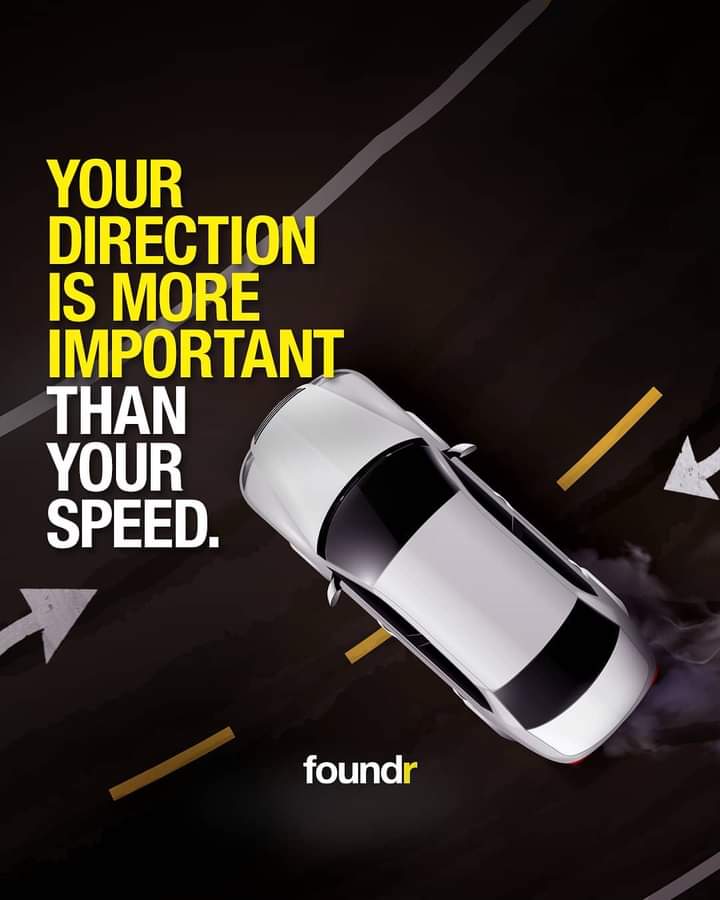 YOUR
DIRECTION
IS MORE
IMPORTANT
THAN
YOUR
SPEED.
foundr